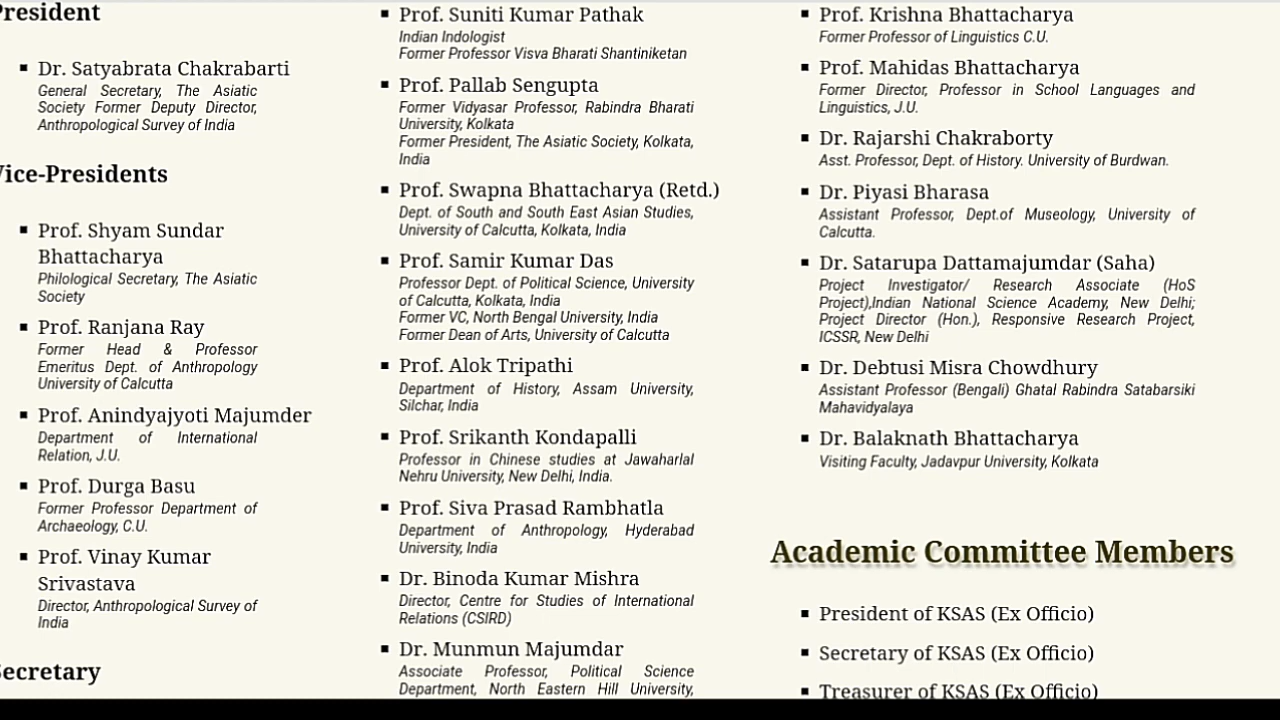 President
Dr. Satyabrata Chakrabarti
General Secretary, The Asiatic
Society Former Deputy Director,
Anthropological Survey of India
Vice-Presidents
Prof. Shyam Sundar
Bhattacharya
Philological Secretary, The Asiatic
Society
Prof. Ranjana Ray
Former Head & Professor
Emeritus Dept. of Anthropology
University of Calcutta
Prof. Anindyajyoti Majumder
Department of International
Relation, J.U.
Prof. Durga Basu
Former Professor Department of
Archaeology, C.U.
Prof. Vinay Kumar
Srivastava
Director, Anthropological Survey of
India
Secretary
Prof. Suniti Kumar Pathak
Indian Indologist
Former Professor Visva Bharati Shantiniketan
Prof. Pallab Sengupta
Former Vidyasar Professor, Rabindra Bharati
University, Kolkata
Former President, The Asiatic Society, Kolkata,
India
Prof. Swapna Bhattacharya (Retd.)
Dept. of South and South East Asian Studies,
University of Calcutta, Kolkata, India
Prof. Samir Kumar Das
Professor Dept. of Political Science, University
of Calcutta, Kolkata, India
Former VC, North Bengal University, India
Former Dean of Arts, University of Calcutta
Prof. Alok Tripathi
Department of History, Assam University,
Silchar, India
Prof. Srikanth Kondapalli
Professor in Chinese studies at Jawaharlal
Nehru University, New Delhi, India.
Prof. Siva Prasad Rambhatla
Department of Anthropology, Hyderabad
University, India
Dr. Binoda Kumar Mishra
Director, Centre for Studies of International
Relations (CSIRD)
Dr. Munmun Majumdar
Associate Professor, Political Science
Department, North Eastern Hill University,
Prof. Krishna Bhattacharya
Former Professor of Linguistics C.U.
Prof. Mahidas Bhattacharya
Former Director, Professor in School Languages and
Linguistics, J.U.
Dr. Rajarshi Chakraborty
Asst. Professor, Dept. of History. University of Burdwan.
Dr. Piyasi Bharasa
Assistant Professor, Dept.of Museology, University of
Calcutta.
Dr. Satarupa Dattamajumdar (Saha)
Project Investigator/ Research Associate (HoS
Project),Indian National Science Academy, New Delhi;
Project Director (Hon.), Responsive Research Project,
ICSSR, New Delhi
Dr. Debtusi Misra Chowdhury
Assistant Professor (Bengali) Ghatal Rabindra Satabarsiki
Mahavidyalaya
Dr. Balaknath Bhattacharya
Visiting Faculty, Jadavpur University, Kolkata
Academic Committee Members
President of KSAS (Ex Officio)
Secretary of KSAS (Ex Officio)
Treasurer of KSAS (Ex Officio)